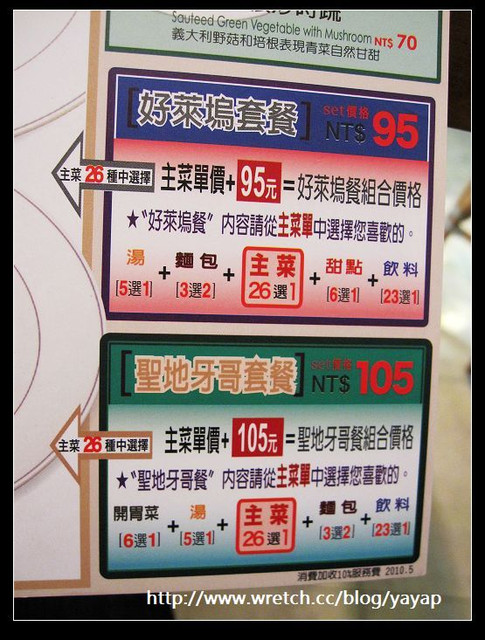 Sauteed Green Vegetable with Mushroom NT$ 70
義大利野菇和培根表現青菜自然甘甜
[好萊塢套餐] set價格 NT$ 95
主菜 26 種中選擇
主菜單價+95元=好萊塢餐組合價格
★"好萊塢餐" 內容請從主菜單中選擇您喜歡的。
湯 + 麵包 + 主菜 + 甜點 + 飲料
[5選1] [3選2] 26選1 [6選1] [23選1]
[聖地牙哥套餐] set價格 NT$ 105
主菜 26 種中選擇
主菜單價+105元=聖地牙哥餐組合價格
★"聖地牙哥餐" 內容請從主菜單中選擇您喜歡的。
開胃菜 + 湯 + 主菜 + 麵包 + 飲料
[6選1] [5選1] 26選1 [3選2] [23選1]
消費加收10%服務費 2010.5
http://www.wretch.cc/blog/yayap